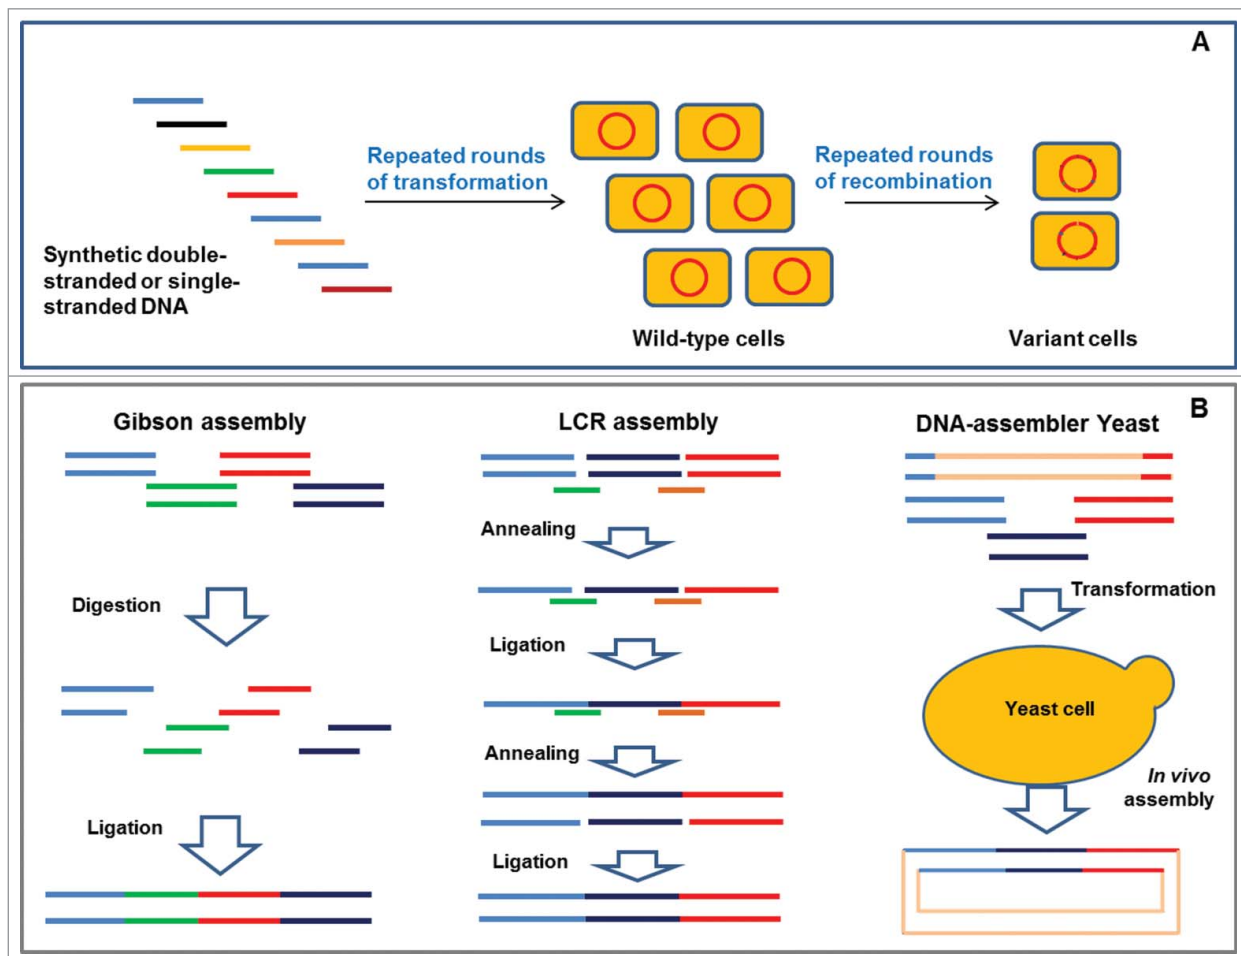 A
Repeated rounds
of transformation
Repeated rounds
of recombination
Synthetic double-
stranded or single-
stranded DNA
Wild-type cells
Variant cells
B
Gibson assembly
Digestion
Ligation
LCR assembly
Annealing
Ligation
Annealing
Ligation
DNA-assembler Yeast
Transformation
Yeast cell
In vivo
assembly